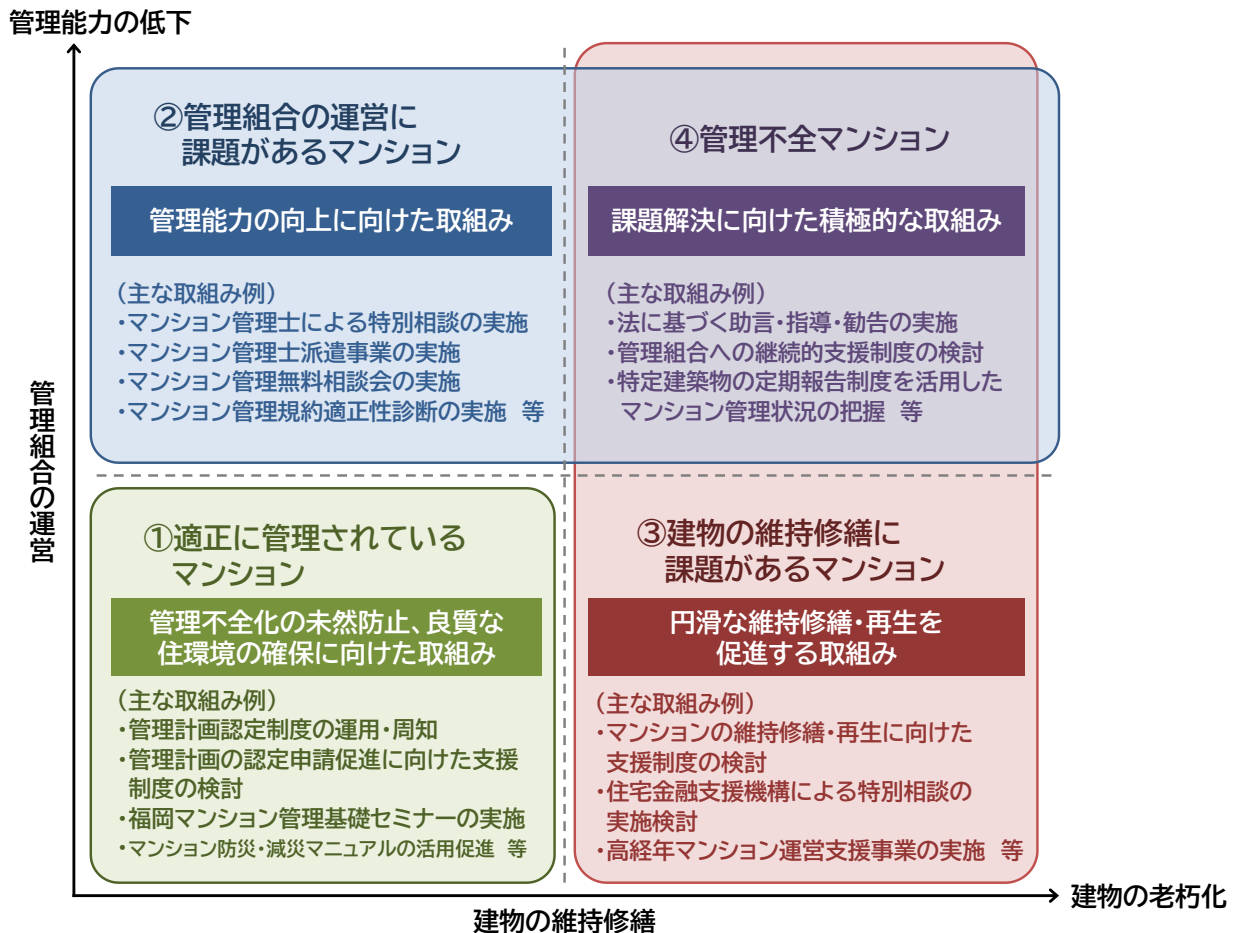 管理能力の低下
②管理組合の運営に
課題があるマンション
管理能力の向上に向けた取組み
（主な取組み例）
・マンション管理士による特別相談の実施
・マンション管理士派遣事業の実施
・マンション管理無料相談会の実施
・マンション管理規約適正性診断の実施　等
④管理不全マンション
課題解決に向けた積極的な取組み
（主な取組み例）
・法に基づく助言・指導・勧告の実施
・管理組合への継続的支援制度の検討
・特定建築物の定期報告制度を活用した
マンション管理状況の把握　等
管理組合の運営
①適正に管理されている
マンション
管理不全化の未然防止、良質な
住環境の確保に向けた取組み
（主な取組み例）
・管理計画認定制度の運用・周知
・管理計画の認定申請促進に向けた支援
制度の検討
・福岡マンション管理基礎セミナーの実施
・マンション防災・減災マニュアルの活用促進　等
③建物の維持修繕に
課題があるマンション
円滑な維持修繕・再生を
促進する取組み
（主な取組み例）
・マンションの維持修繕・再生に向けた
支援制度の検討
・住宅金融支援機構による特別相談の
実施検討
・高経年マンション運営支援事業の実施　等
建物の老朽化
建物の維持修繕